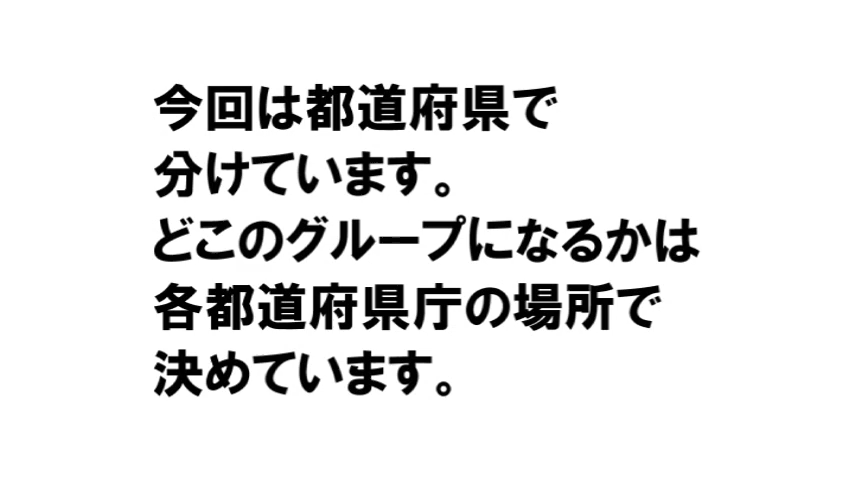 今回は都道府県で
分けています。
どこのグループになるかは
各都道府県庁の場所で
決めています。